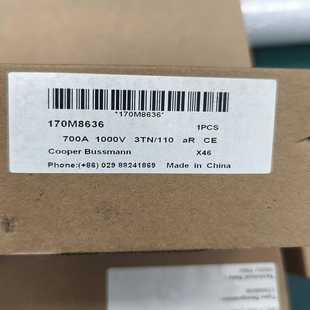 *170M8636*
170M8636 1PCS
700A 1000V 3TN/110 aR CE
Cooper Bussmann X46
Phone:(+86) 029 88241869 Made in China